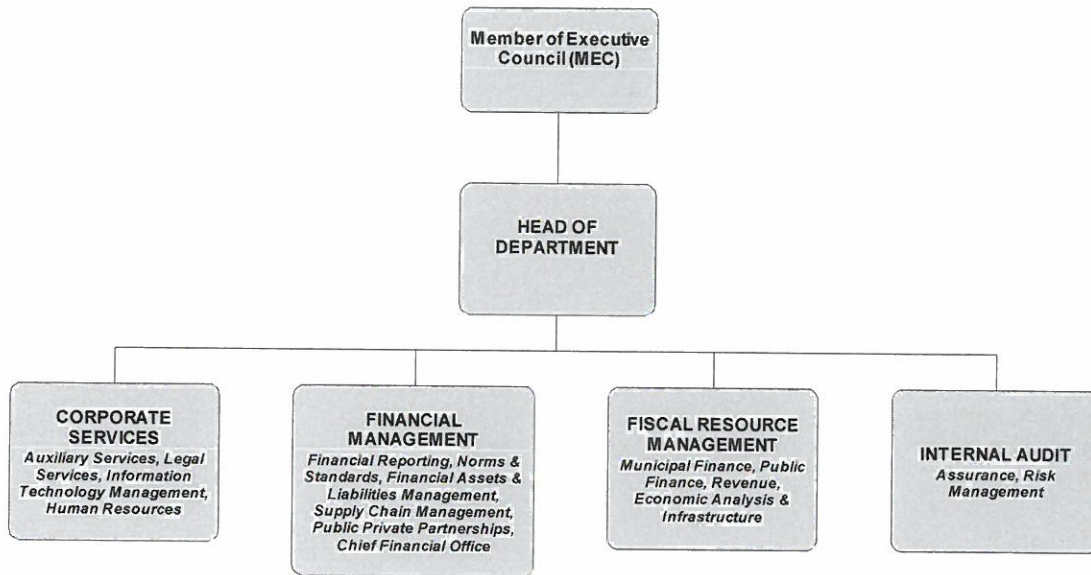 Member of Executive
Council (MEC)
HEAD OF
DEPARTMENT
CORPORATE
SERVICES
Auxiliary Services, Legal
Services, Information
Technology Management,
Human Resources
FINANCIAL
MANAGEMENT
Financial Reporting, Norms &
Standards, Financial Assets &
Liabilities Management,
Supply Chain Management,
Public Private Partnerships,
Chief Financial Office
FISCAL RESOURCE
MANAGEMENT
Municipal Finance, Public
Finance, Revenue,
Economic Analysis &
Infrastructure
INTERNAL AUDIT
Assurance, Risk
Management